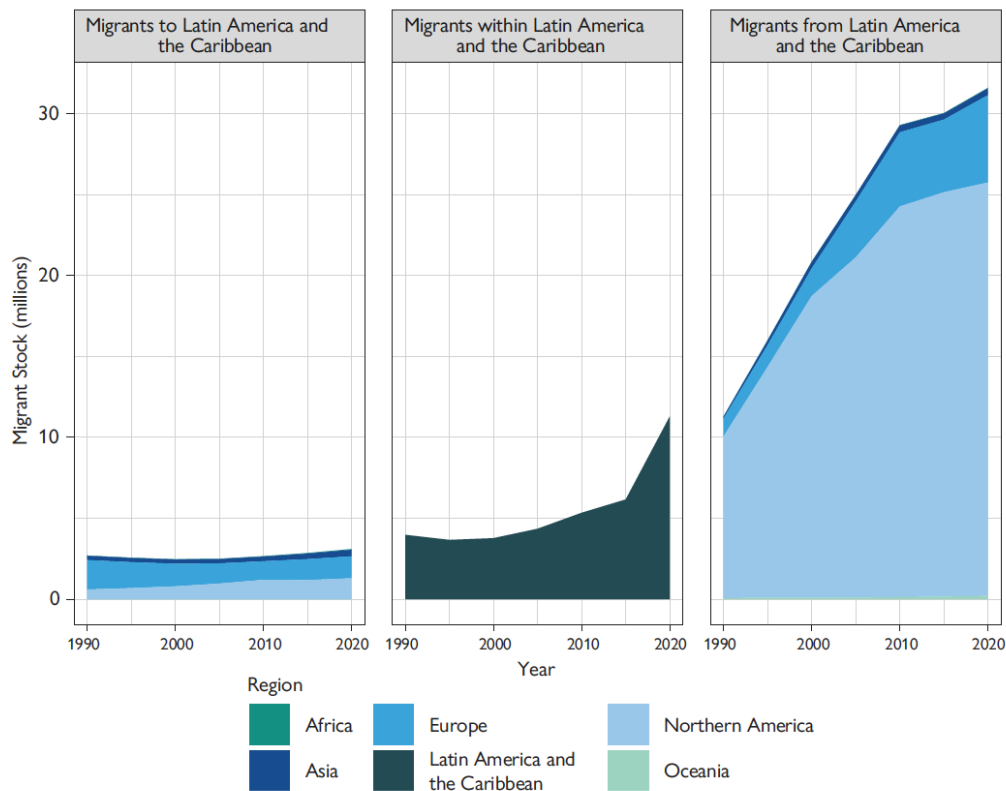 Migrants to Latin America and
the Caribbean
Migrants within Latin America
and the Caribbean
Migrants from Latin America
and the Caribbean
Migrant Stock (millions)
30
20
10
0
1990 2000 2010 2020
1990 2000 2010 2020
1990 2000 2010 2020
Year
Region
Africa
Europe
Northern America
Asia
Latin America and
the Caribbean
Oceania